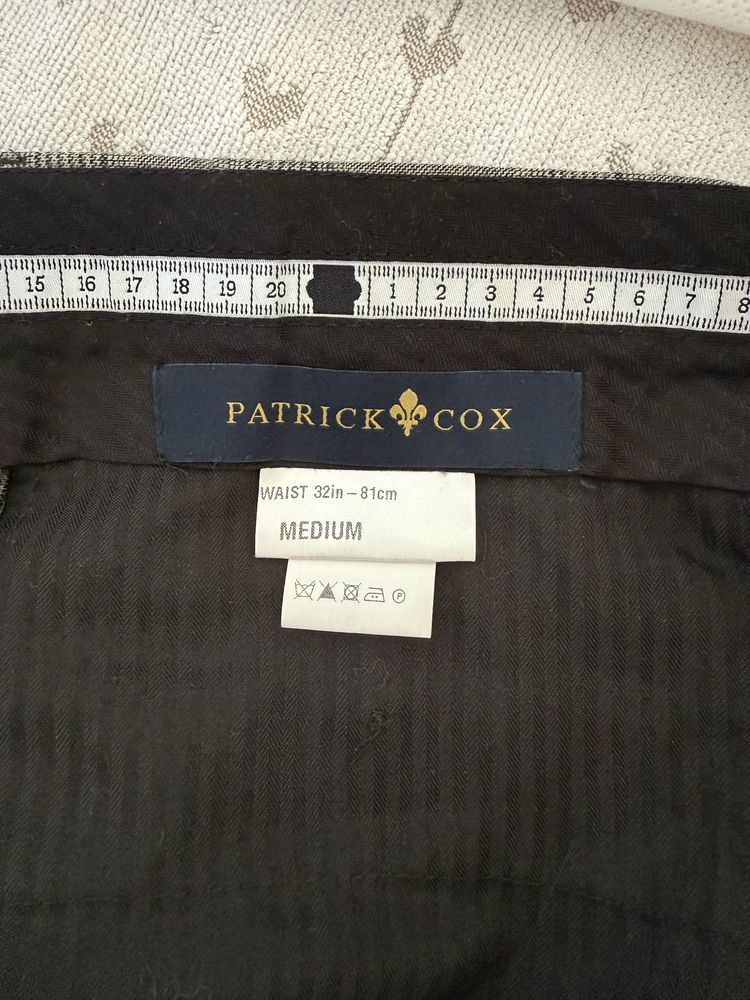 15 16 17 18 19 20 1 2 3 4 5 6 7 8
PATRICK COX
WAIST 32in – 81cm
MEDIUM
P